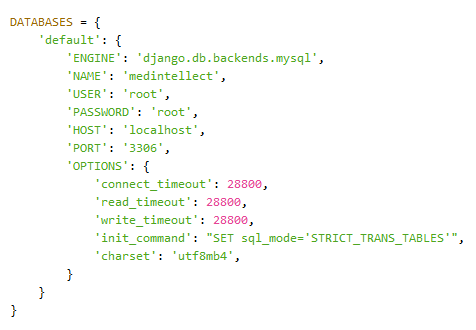 DATABASES = {
    'default': {
        'ENGINE': 'django.db.backends.mysql',
        'NAME': 'medintellect',
        'USER': 'root',
        'PASSWORD': 'root',
        'HOST': 'localhost',
        'PORT': '3306',
        'OPTIONS': {
            'connect_timeout': 28800,
            'read_timeout': 28800,
            'write_timeout': 28800,
            'init_command': "SET sql_mode='STRICT_TRANS_TABLES'",
            'charset': 'utf8mb4',
        }
    }
}